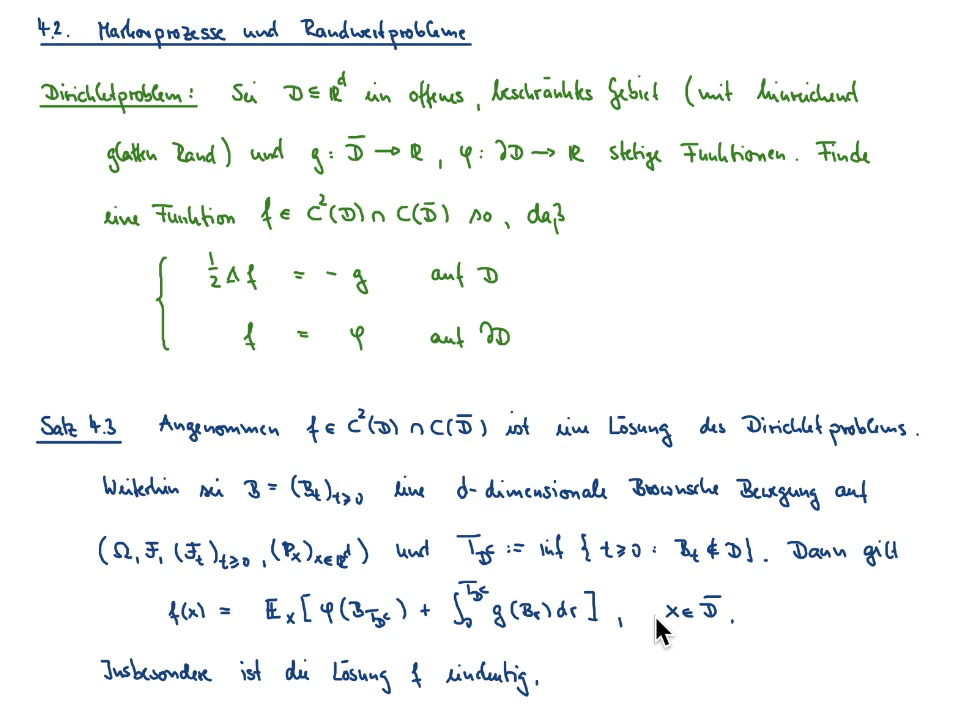 4.2. Markovprozesse und Randwertprobleme
Dirichletproblem: Sei D ⊆ ℝ^d ein offenes, beschränktes Gebiet (mit hinreichend
glatten Rand) und g: D̅ → ℝ, φ: ∂D → ℝ stetige Funktionen. Finde
eine Funktion f ∈ C²(D) ∩ C(D̅) so, daß
½ Δf = - g auf D
f = φ auf ∂D
Satz 4.3 Angenommen f ∈ C²(D) ∩ C(D̅) ist eine Lösung des Dirichletproblems.
Weiterhin sei B = (B_t)_{t≥0} eine d-dimensionale Brownsche Bewegung auf
(Ω, F, (F_t)_{t≥0}, (P_x)_{x∈ℝ^d}) und T_{D^c} := inf { t ≥ 0 : B_t ∉ D }. Dann gilt
f(x) = E_x [ φ(B_{T_{D^c}}) + ∫_0^{T_{D^c}} g(B_r) dr ] , x ∈ D̅ .
Insbesondere ist die Lösung f eindeutig.